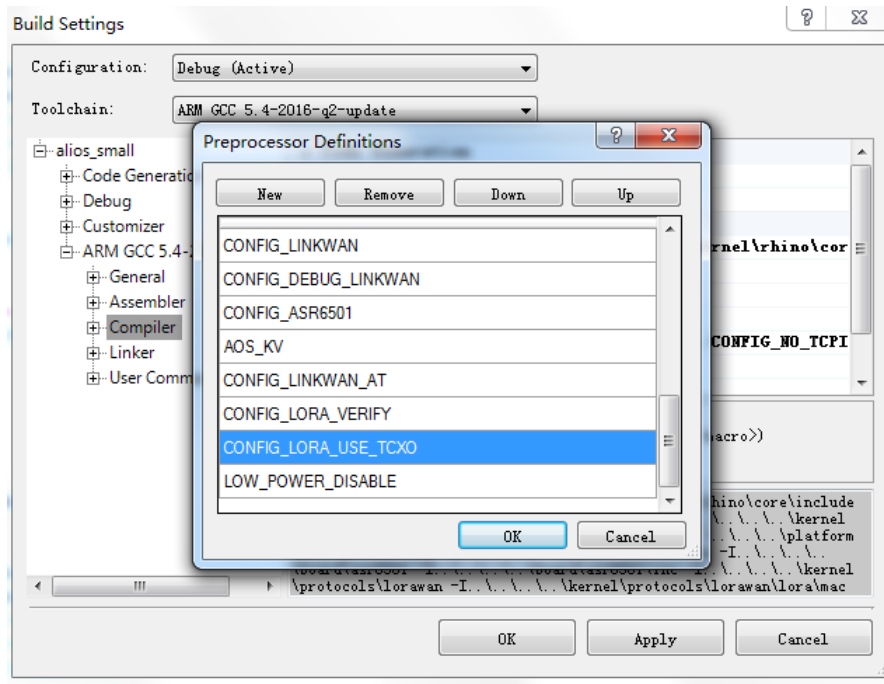 Build Settings
Configuration: Debug (Active)
Toolchain: ARM GCC 5.4-2016-q2-update
Preprocessor Definitions
New Remove Down Up
CONFIG_LINKWAN
CONFIG_DEBUG_LINKWAN
CONFIG_ASR6501
AOS_KV
CONFIG_LINKWAN_AT
CONFIG_LORA_VERIFY
CONFIG_LORA_USE_TCXO
LOW_POWER_DISABLE
OK Cancel
alios_small
Code Generatio
Debug
Customizer
ARM GCC 5.4-
General
Assembler
Compiler
Linker
User Comm
rnel\rhino\cor
CONFIG_NO_TCPI
acro>)
hino\core\include
\..\..\..\kernel
\..\..\platform
-I..\..\..
\..\..\..\kernel
\protocols\lorawan -I..\..\..\..\kernel\protocols\lorawan\lora\mac
OK Apply Cancel